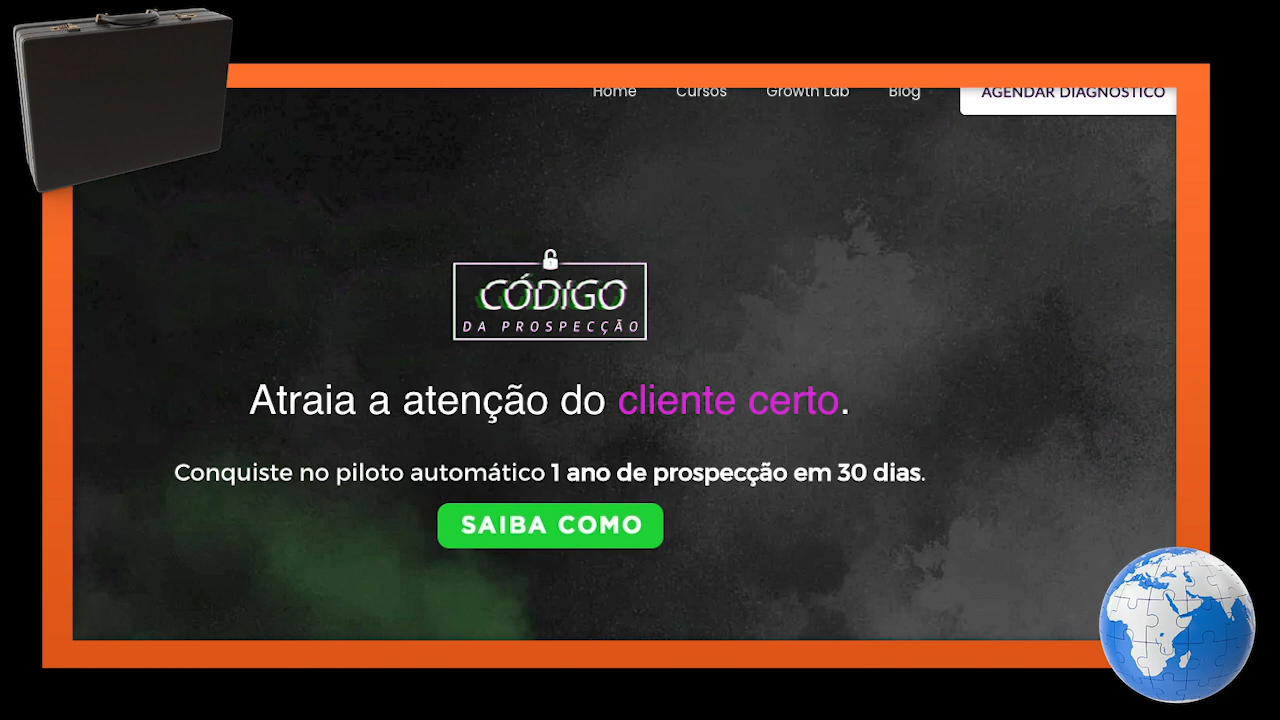 Home Cursos Growth Lab Blog AGENDAR DIAGNÓSTICO
CÓDIGO
DA PROSPECÇÃO
Atraia a atenção do cliente certo.
Conquiste no piloto automático 1 ano de prospecção em 30 dias.
SAIBA COMO